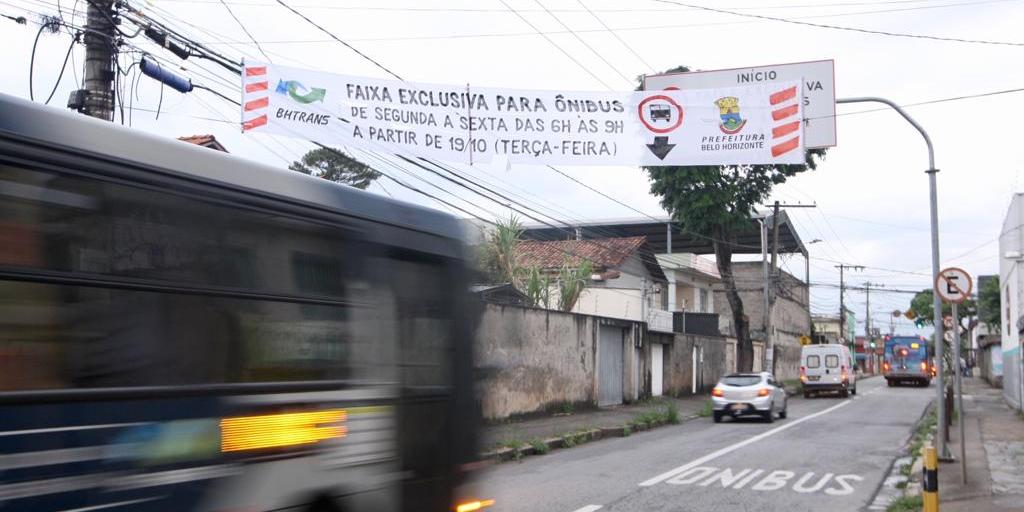 INÍCIO
VA
FAIXA EXCLUSIVA PARA ÔNIBUS
DE SEGUNDA A SEXTA DAS 6H ÀS 9H
A PARTIR DE 19/10 (TERÇA-FEIRA)
BHTRANS
PREFEITURA
BELO HORIZONTE
E
ÔNIBUS